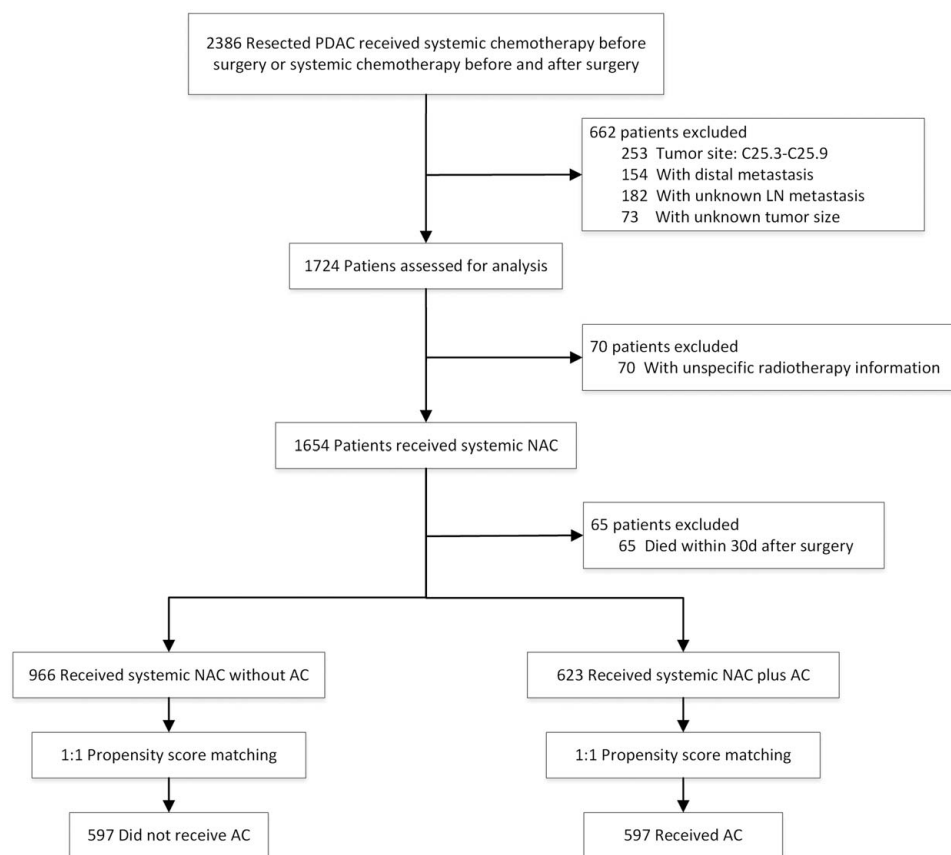 2386 Resected PDAC received systemic chemotherapy before
surgery or systemic chemotherapy before and after surgery
662 patients excluded
253 Tumor site: C25.3-C25.9
154 With distal metastasis
182 With unknown LN metastasis
73 With unknown tumor size
1724 Patiens assessed for analysis
70 patients excluded
70 With unspecific radiotherapy information
1654 Patients received systemic NAC
65 patients excluded
65 Died within 30d after surgery
966 Received systemic NAC without AC
623 Received systemic NAC plus AC
1:1 Propensity score matching
1:1 Propensity score matching
597 Did not receive AC
597 Received AC